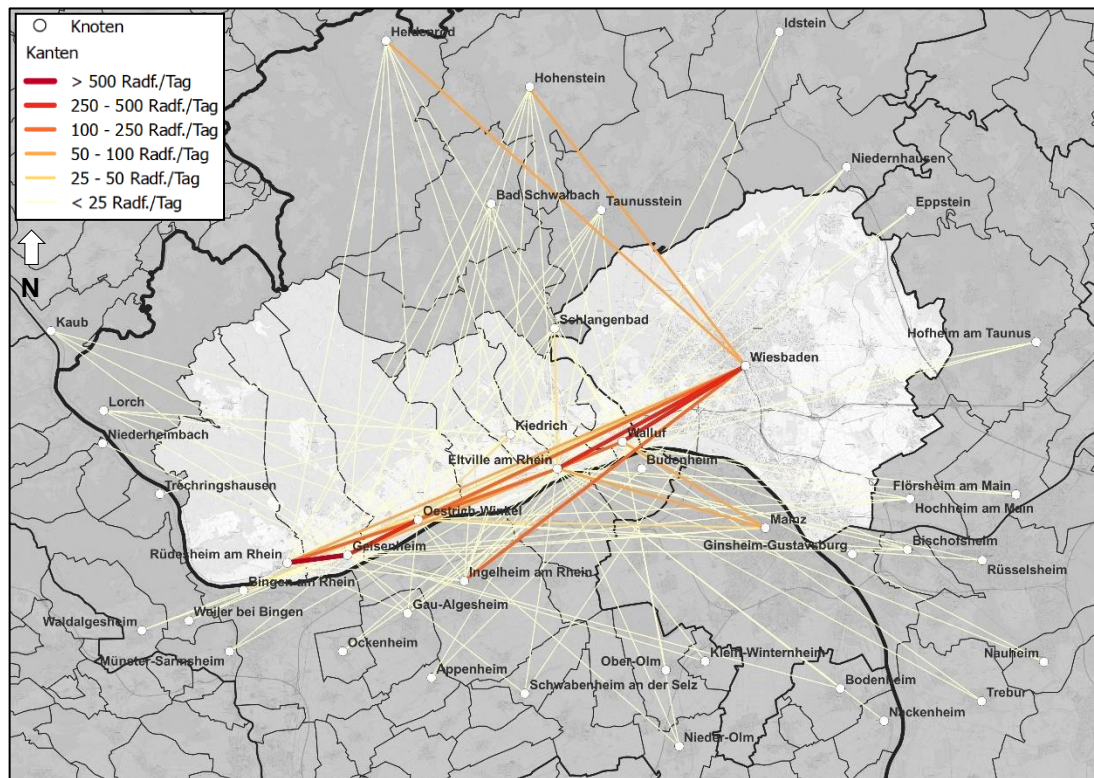 Knoten
Kanten
> 500 Radf./Tag
250 - 500 Radf./Tag
100 - 250 Radf./Tag
50 - 100 Radf./Tag
25 - 50 Radf./Tag
< 25 Radf./Tag
N
Heidenrod
Idstein
Hohenstein
Niedernhausen
Bad Schwalbach
Taunusstein
Eppstein
Kaub
Schlangenbad
Hofheim am Taunus
Wiesbaden
Lorch
Niederheimbach
Kiedrich
Walluf
Eltville am Rhein
Budenheim
Trechtingshausen
Flörsheim am Main
Hochheim am Main
Oestrich-Winkel
Mainz
Ginsheim-Gustavsburg
Bischofsheim
Rüdesheim am Rhein
Geisenheim
Rüsselsheim
Bingen am Rhein
Ingelheim am Rhein
Gau-Algesheim
Weiler bei Bingen
Waldalgesheim
Ockenheim
Münster-Sarmsheim
Appenheim
Ober-Olm
Klein-Winternheim
Nauheim
Schwabenheim an der Selz
Bodenheim
Trebur
Nackenheim
Nieder-Olm